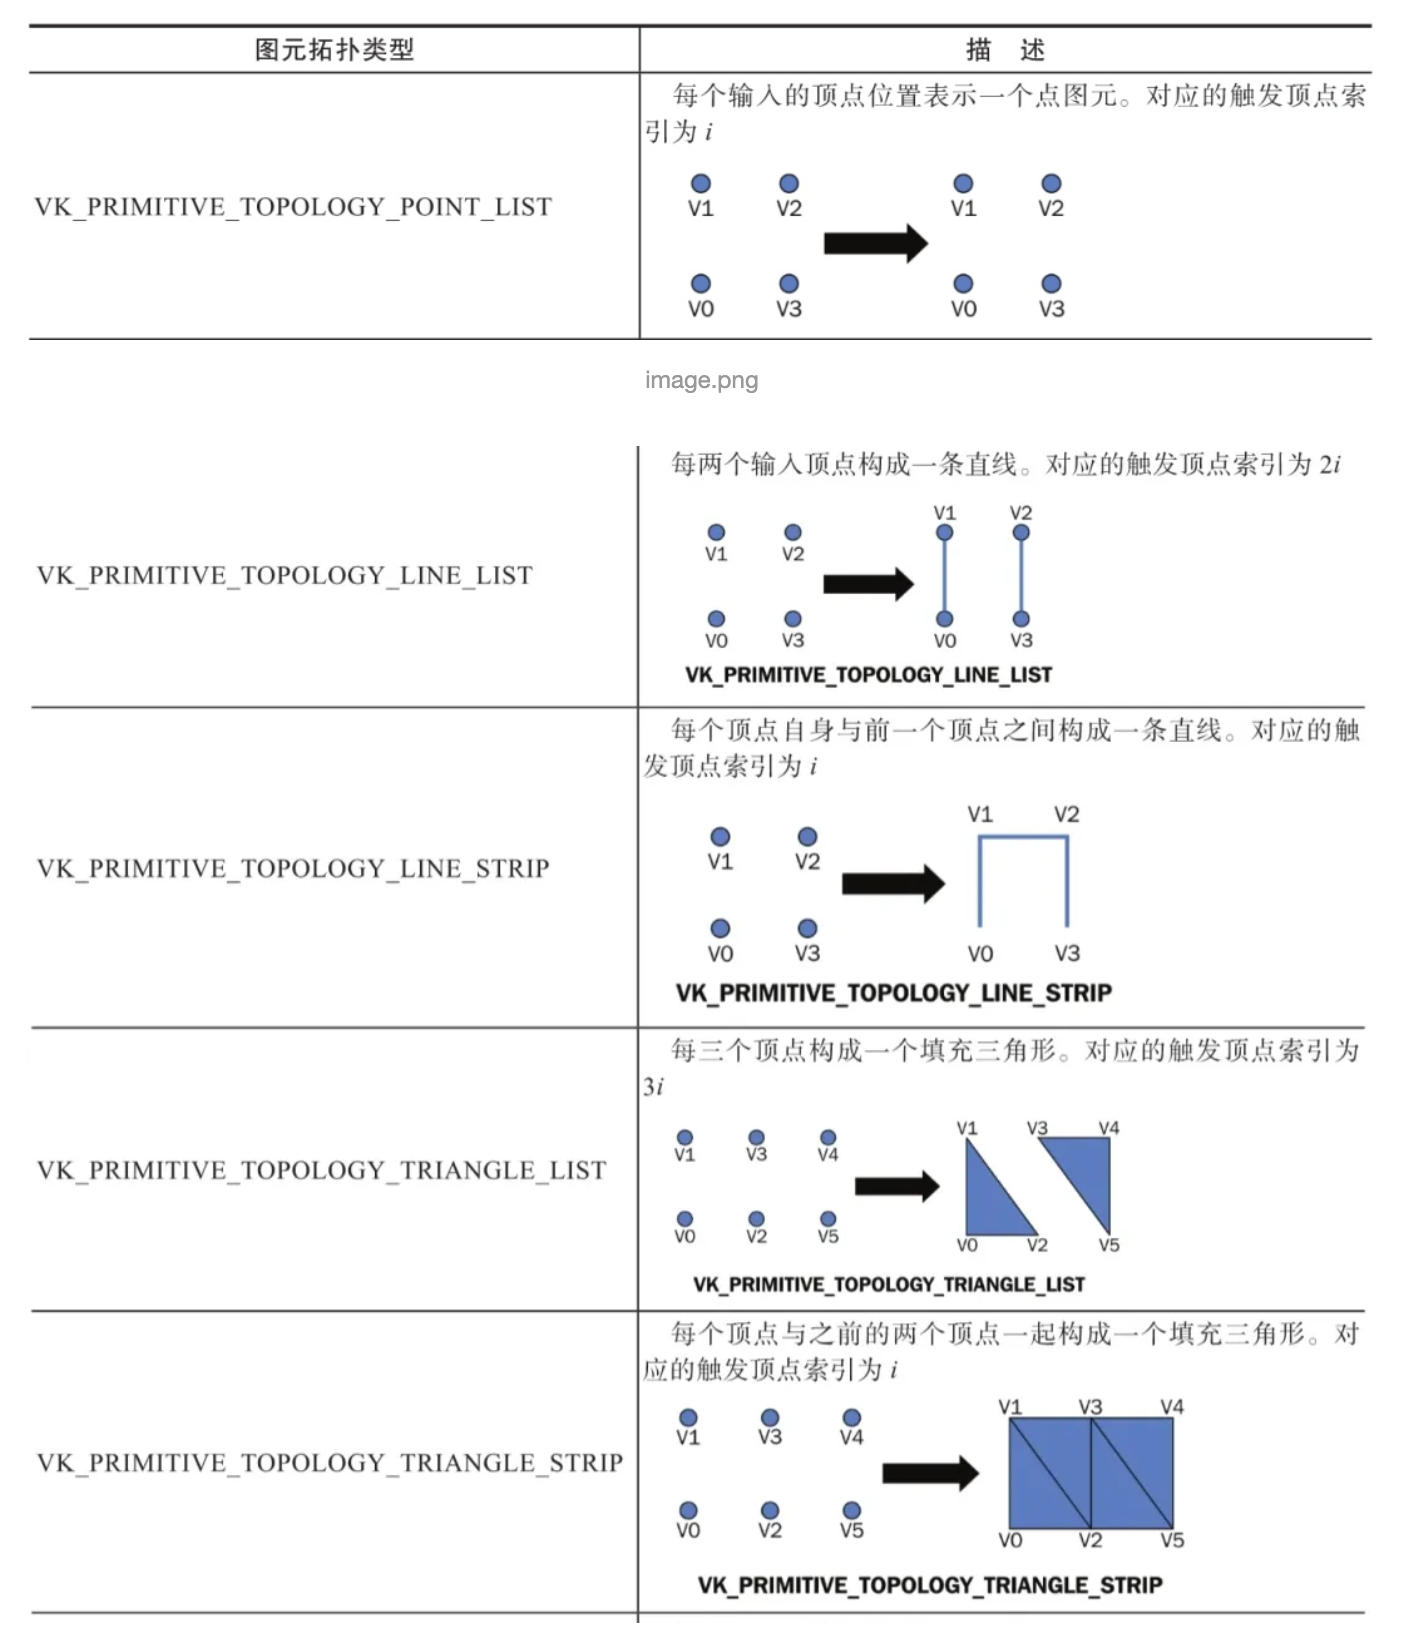 图元拓扑类型
描 述
每个输入的顶点位置表示一个点图元。对应的触发顶点索
引为 i
VK_PRIMITIVE_TOPOLOGY_POINT_LIST
V1 V2 V1 V2
V0 V3 V0 V3
image.png
每两个输入顶点构成一条直线。对应的触发顶点索引为 2i
VK_PRIMITIVE_TOPOLOGY_LINE_LIST
V1 V2
V1 V2
V0 V3 V0 V3
VK_PRIMITIVE_TOPOLOGY_LINE_LIST
每个顶点自身与前一个顶点之间构成一条直线。对应的触
发顶点索引为 i
VK_PRIMITIVE_TOPOLOGY_LINE_STRIP
V1 V2
V1 V2
V0 V3 V0 V3
VK_PRIMITIVE_TOPOLOGY_LINE_STRIP
每三个顶点构成一个填充三角形。对应的触发顶点索引为
3i
VK_PRIMITIVE_TOPOLOGY_TRIANGLE_LIST
V1 V3 V4
V1 V3 V4
V0 V2 V5 V0 V2 V5
VK_PRIMITIVE_TOPOLOGY_TRIANGLE_LIST
每个顶点与之前的两个顶点一起构成一个填充三角形。对
应的触发顶点索引为 i
VK_PRIMITIVE_TOPOLOGY_TRIANGLE_STRIP
V1 V3 V4
V1 V3 V4
V0 V2 V5 V0 V2 V5
VK_PRIMITIVE_TOPOLOGY_TRIANGLE_STRIP